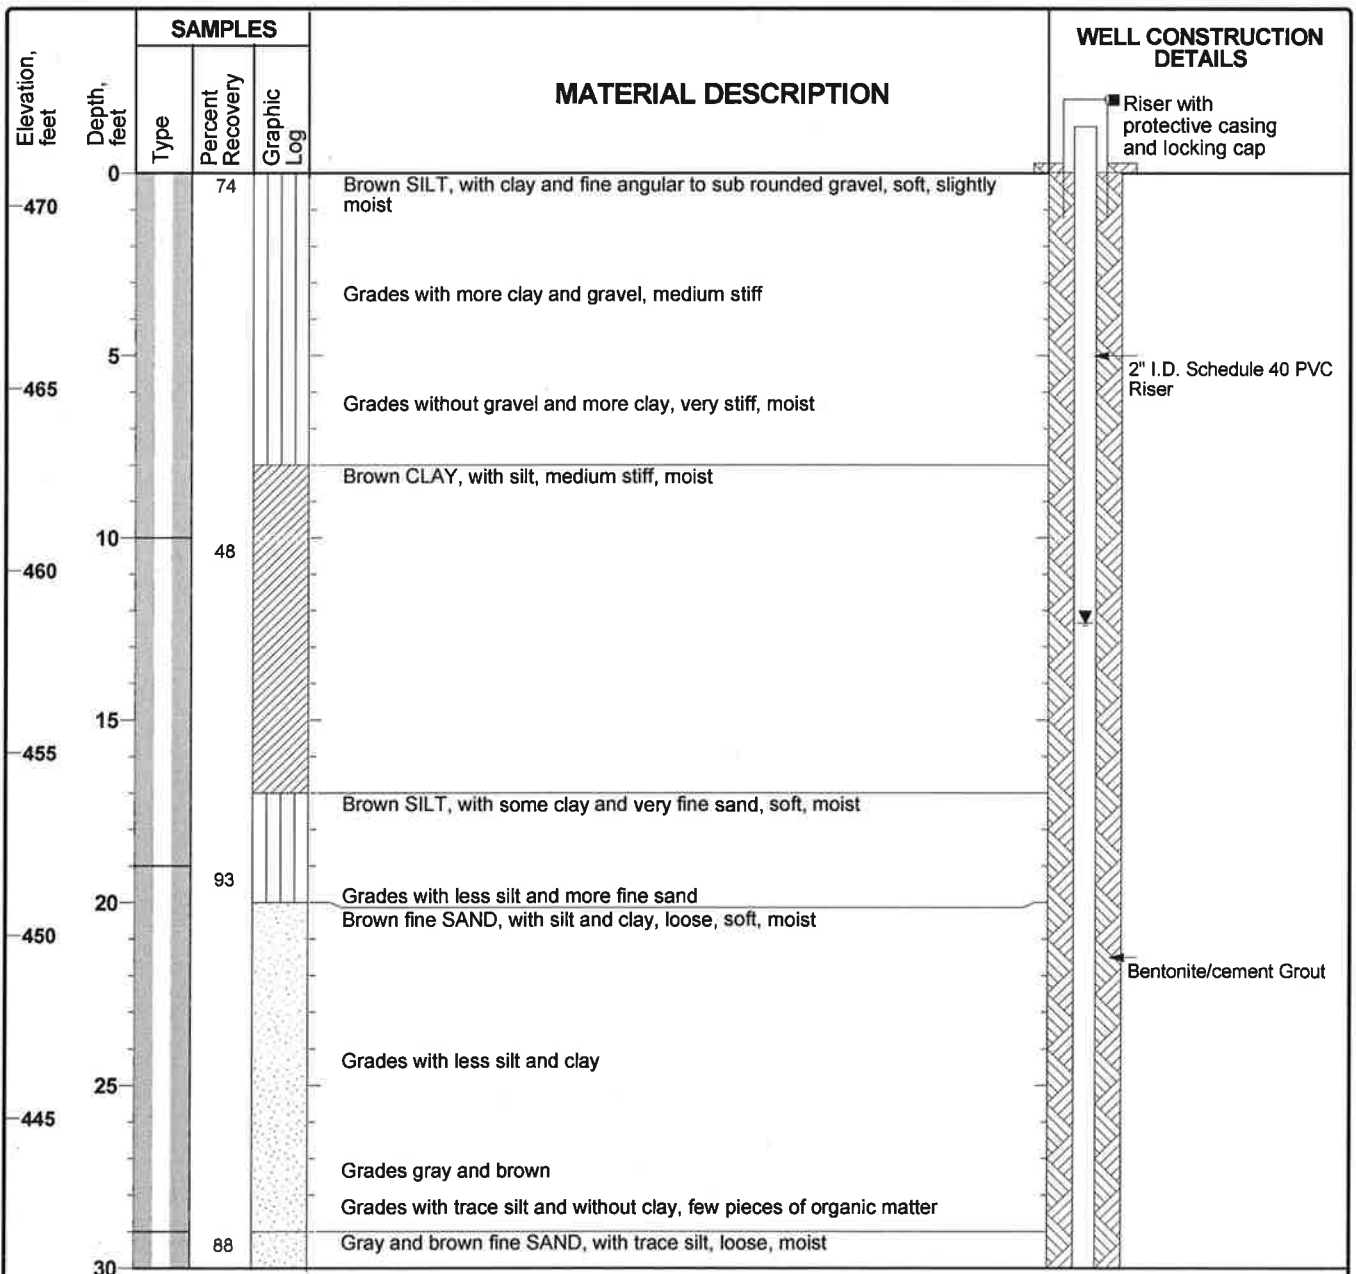 SAMPLES
Elevation,
feet
Depth,
feet
Type
Percent
Recovery
Graphic
Log
MATERIAL DESCRIPTION
WELL CONSTRUCTION
DETAILS
Riser with
protective casing
and locking cap
0
74
Brown SILT, with clay and fine angular to sub rounded gravel, soft, slightly
moist
470
Grades with more clay and gravel, medium stiff
5
2" I.D. Schedule 40 PVC
Riser
465
Grades without gravel and more clay, very stiff, moist
Brown CLAY, with silt, medium stiff, moist
10
48
460
15
455
Brown SILT, with some clay and very fine sand, soft, moist
93
Grades with less silt and more fine sand
20
Brown fine SAND, with silt and clay, loose, soft, moist
450
Bentonite/cement Grout
Grades with less silt and clay
25
445
Grades gray and brown
Grades with trace silt and without clay, few pieces of organic matter
88
Gray and brown fine SAND, with trace silt, loose, moist
30